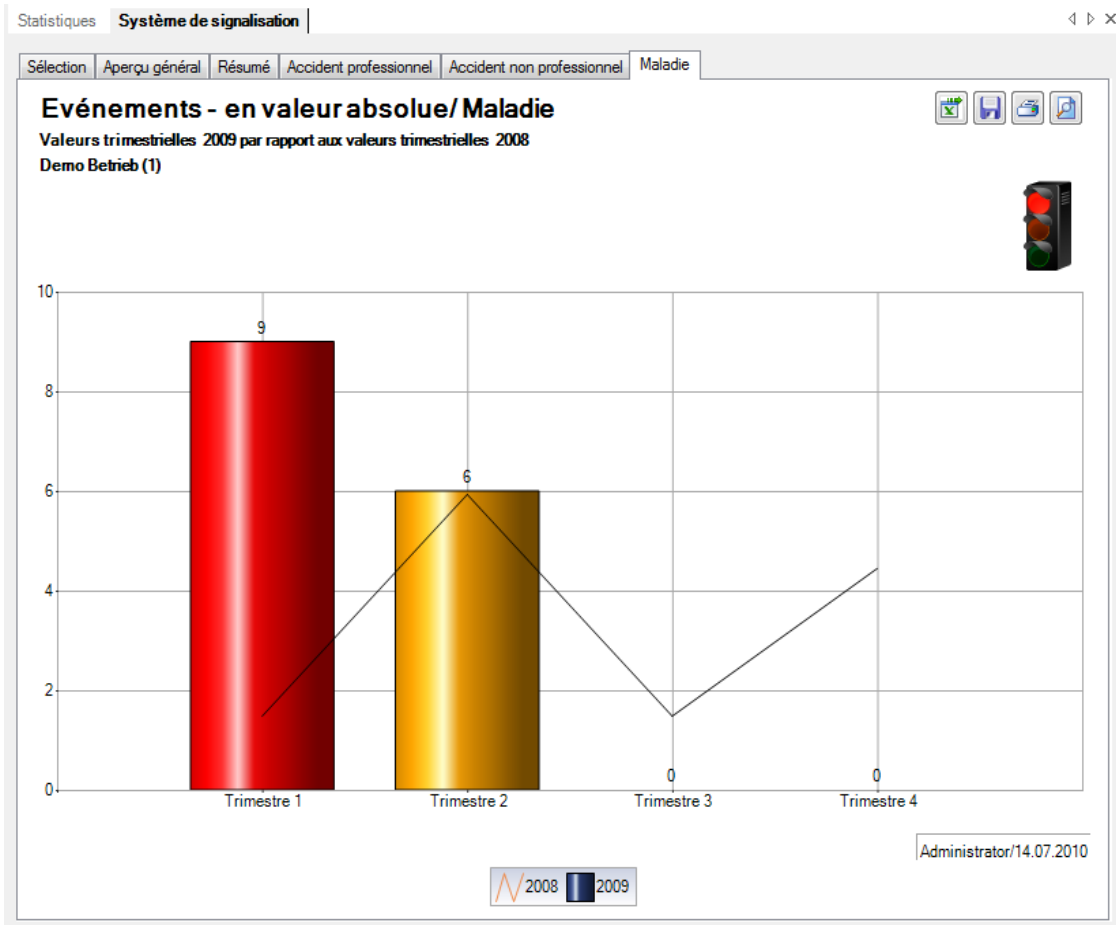 Statistiques Système de signalisation
Sélection Aperçu général Résumé Accident professionnel Accident non professionnel Maladie
Evénements - en valeur absolue/ Maladie
Valeurs trimestrielles 2009 par rapport aux valeurs trimestrielles 2008
Demo Betrieb (1)
10
9
8
6
6
4
2
0
0
0
Trimestre 1 Trimestre 2 Trimestre 3 Trimestre 4
Administrator/14.07.2010
2008 2009